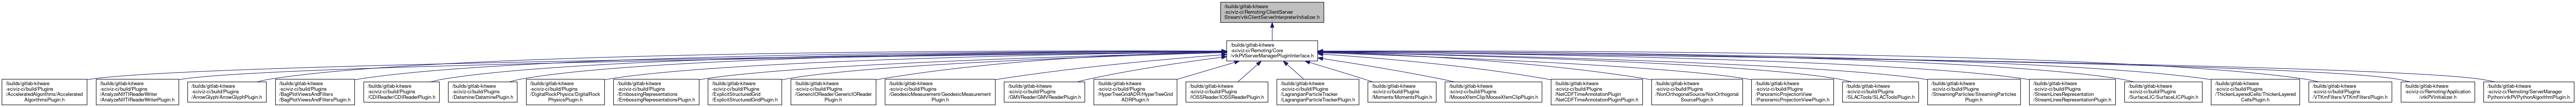 /builds/gitlab-kitware
-sciviz-ci/Remoting/ClientServer
Stream/vtkClientServerInterpreterInitializer.h
/builds/gitlab-kitware
-sciviz-ci/Remoting/Core
/vtkPVServerManagerPluginInterface.h
/builds/gitlab-kitware
-sciviz-ci/build/Plugins
/AcceleratedAlgorithms/Accelerated
AlgorithmsPlugin.h
/builds/gitlab-kitware
-sciviz-ci/build/Plugins
/AnalyzeNIfTIReaderWriter
/AnalyzeNIfTIReaderWriterPlugin.h
/builds/gitlab-kitware
-sciviz-ci/build/Plugins
/ArrowGlyph/ArrowGlyphPlugin.h
/builds/gitlab-kitware
-sciviz-ci/build/Plugins
/BagPlotViewsAndFilters
/BagPlotViewsAndFiltersPlugin.h
/builds/gitlab-kitware
-sciviz-ci/build/Plugins
/CDIReader/CDIReaderPlugin.h
/builds/gitlab-kitware
-sciviz-ci/build/Plugins
/Datamine/DataminePlugin.h
/builds/gitlab-kitware
-sciviz-ci/build/Plugins
/DigitalRockPhysics/DigitalRock
PhysicsPlugin.h
/builds/gitlab-kitware
-sciviz-ci/build/Plugins
/EmbossingRepresentations
/EmbossingRepresentationsPlugin.h
/builds/gitlab-kitware
-sciviz-ci/build/Plugins
/ExplicitStructuredGrid
/ExplicitStructuredGridPlugin.h
/builds/gitlab-kitware
-sciviz-ci/build/Plugins
/GenericIOReader/GenericIOReader
Plugin.h
/builds/gitlab-kitware
-sciviz-ci/build/Plugins
/GeodesicMeasurement/GeodesicMeasurement
Plugin.h
/builds/gitlab-kitware
-sciviz-ci/build/Plugins
/GMVReader/GMVReaderPlugin.h
/builds/gitlab-kitware
-sciviz-ci/build/Plugins
/HyperTreeGridADR/HyperTreeGrid
ADRPlugin.h
/builds/gitlab-kitware
-sciviz-ci/build/Plugins
/IOSSReader/IOSSReaderPlugin.h
/builds/gitlab-kitware
-sciviz-ci/build/Plugins
/LagrangianParticleTracker
/LagrangianParticleTrackerPlugin.h
/builds/gitlab-kitware
-sciviz-ci/build/Plugins
/Moments/MomentsPlugin.h
/builds/gitlab-kitware
-sciviz-ci/build/Plugins
/MooseXfemClip/MooseXfemClipPlugin.h
/builds/gitlab-kitware
-sciviz-ci/build/Plugins
/NetCDFTimeAnnotationPlugin
/NetCDFTimeAnnotationPluginPlugin.h
/builds/gitlab-kitware
-sciviz-ci/build/Plugins
/NonOrthogonalSource/NonOrthogonal
SourcePlugin.h
/builds/gitlab-kitware
-sciviz-ci/build/Plugins
/PanoramicProjectionView
/PanoramicProjectionViewPlugin.h
/builds/gitlab-kitware
-sciviz-ci/build/Plugins
/SLACTools/SLACToolsPlugin.h
/builds/gitlab-kitware
-sciviz-ci/build/Plugins
/StreamingParticles/StreamingParticles
Plugin.h
/builds/gitlab-kitware
-sciviz-ci/build/Plugins
/StreamLinesRepresentation
/StreamLinesRepresentationPlugin.h
/builds/gitlab-kitware
-sciviz-ci/build/Plugins
/SurfaceLIC/SurfaceLICPlugin.h
/builds/gitlab-kitware
-sciviz-ci/build/Plugins
/ThickenLayeredCells/ThickenLayered
CellsPlugin.h
/builds/gitlab-kitware
-sciviz-ci/build/Plugins
/VTKmFilters/VTKmFiltersPlugin.h
/builds/gitlab-kitware
-sciviz-ci/Remoting/Application
/vtkPVInitializer.h
/builds/gitlab-kitware
-sciviz-ci/Remoting/ServerManager
Python/vtkPVPythonAlgorithmPlugin.h